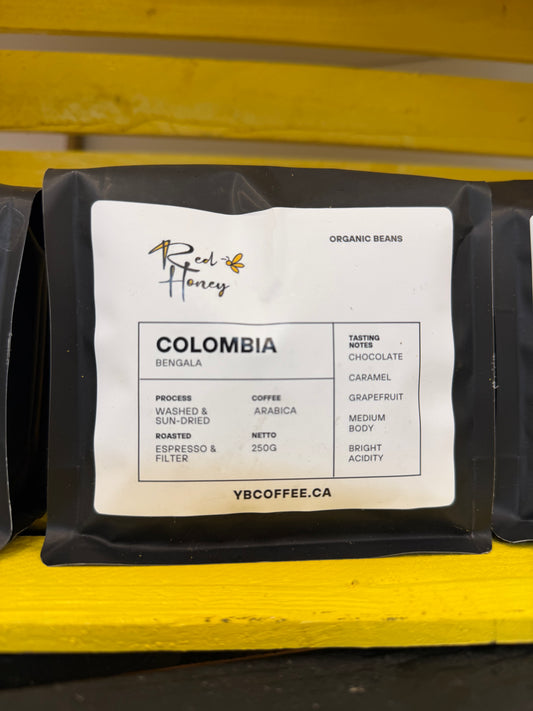 Red
Honey
ORGANIC BEANS
COLOMBIA
BENGALA
PROCESS
WASHED &
SUN-DRIED
COFFEE
ARABICA
ROASTED
ESPRESSO &
FILTER
NETTO
250G
TASTING
NOTES
CHOCOLATE
CARAMEL
GRAPEFRUIT
MEDIUM
BODY
BRIGHT
ACIDITY
YBCOFFEE.CA